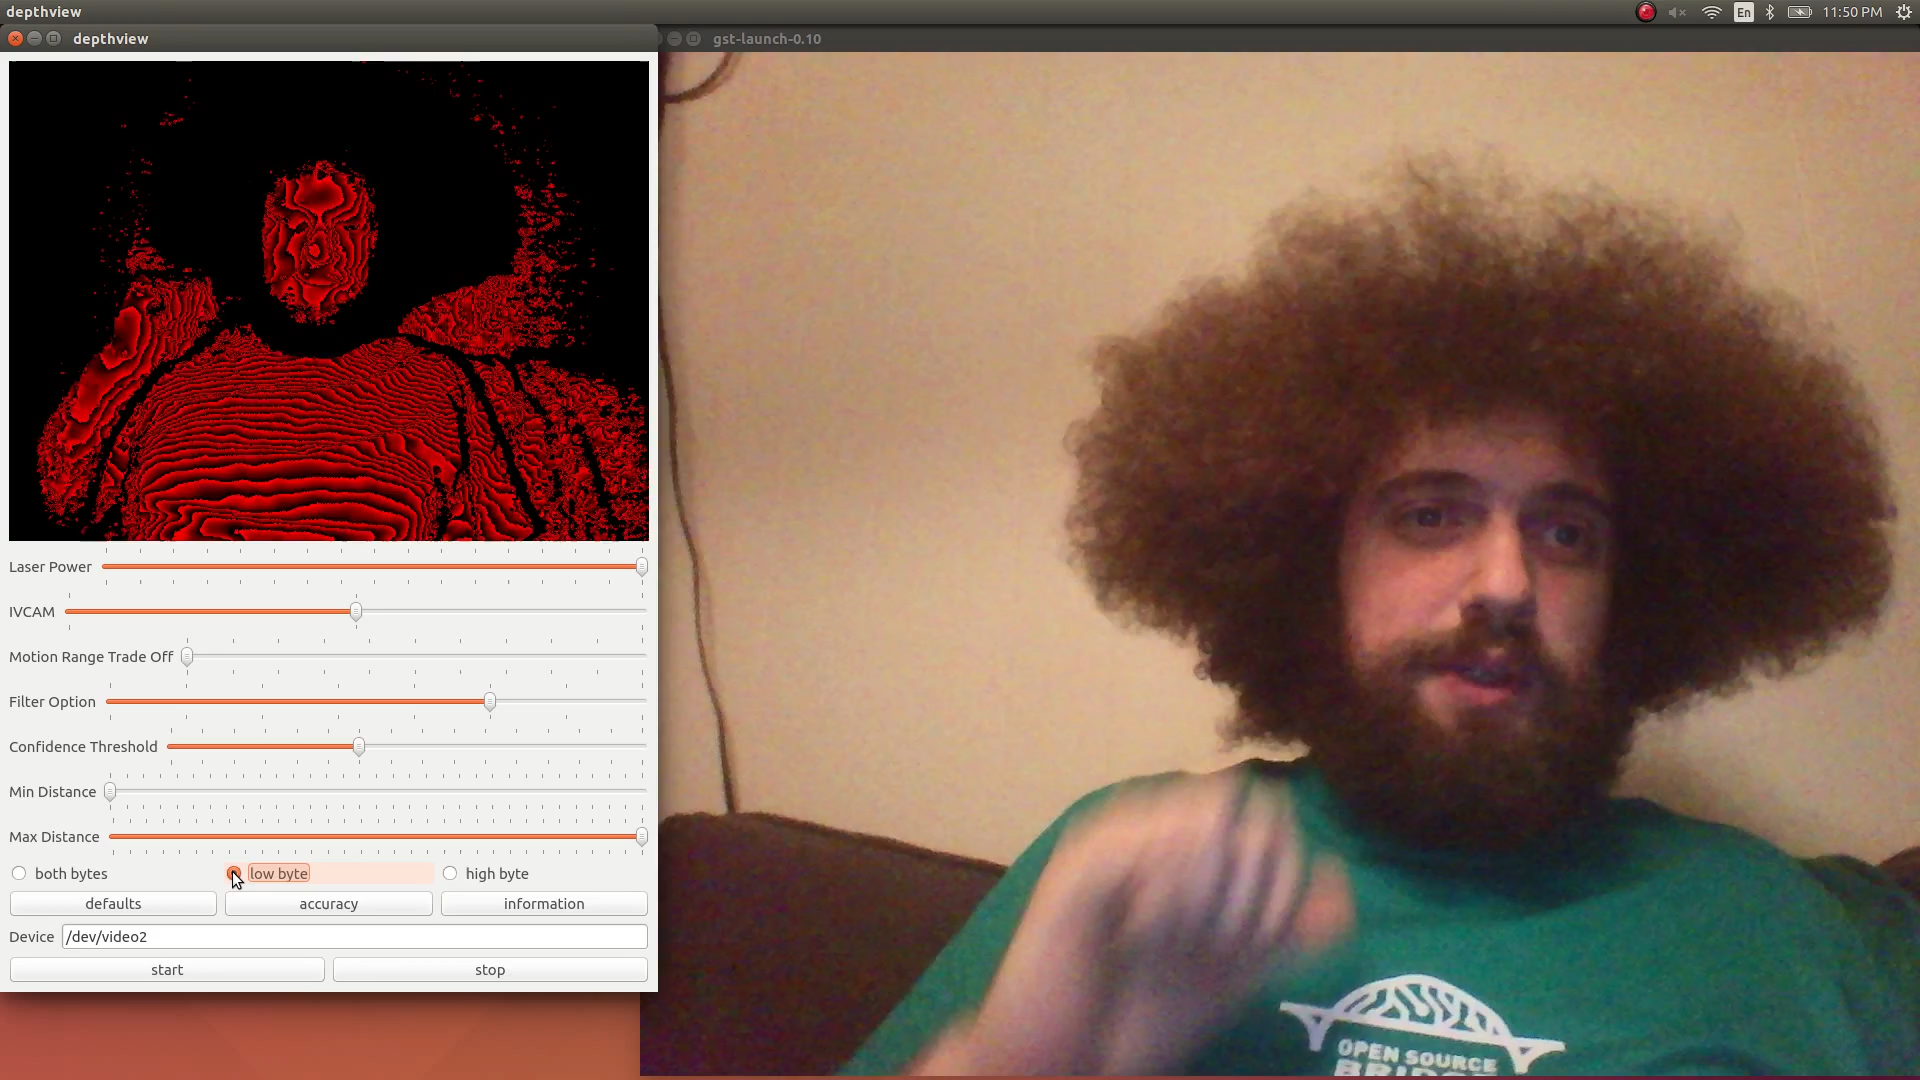 depthview
En
11:50 PM
depthview
gst-launch-0.10
Laser Power
IVCAM
Motion Range Trade Off
Filter Option
Confidence Threshold
Min Distance
Max Distance
both bytes
low byte
high byte
defaults
accuracy
information
Device
/dev/video2
start
stop
OPEN SOURCE
BRIDGE